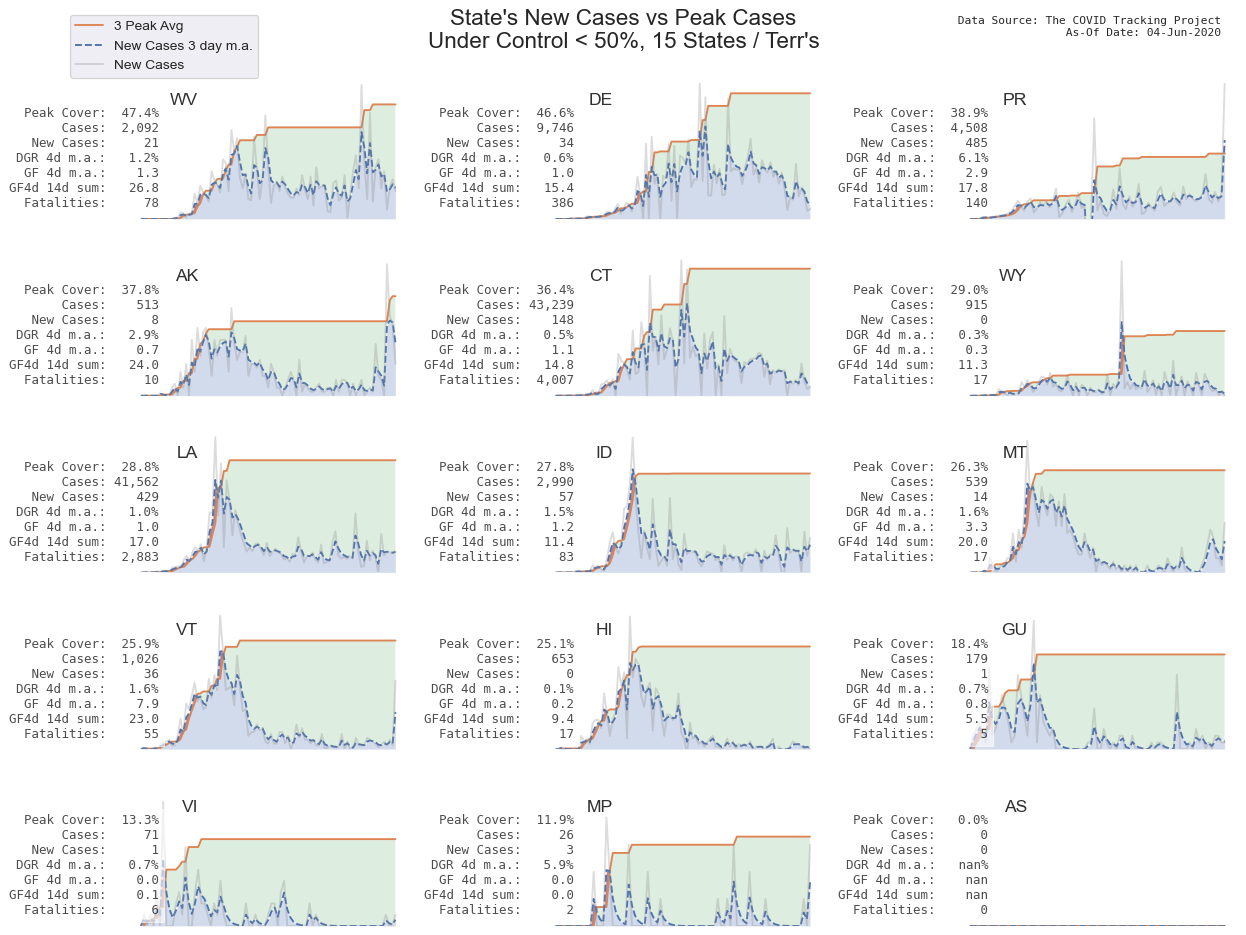 3 Peak Avg
New Cases 3 day m.a.
New Cases
State's New Cases vs Peak Cases
Under Control < 50%, 15 States / Terr's
Data Source: The COVID Tracking Project
As-Of Date: 04-Jun-2020
WV
Peak Cover: 47.4%
Cases: 2,092
New Cases: 21
DGR 4d m.a.: 1.2%
GF 4d m.a.: 1.3
GF4d 14d sum: 26.8
Fatalities: 78
DE
Peak Cover: 46.6%
Cases: 9,746
New Cases: 34
DGR 4d m.a.: 0.6%
GF 4d m.a.: 1.0
GF4d 14d sum: 15.4
Fatalities: 386
PR
Peak Cover: 38.9%
Cases: 4,508
New Cases: 485
DGR 4d m.a.: 6.1%
GF 4d m.a.: 2.9
GF4d 14d sum: 17.8
Fatalities: 140
AK
Peak Cover: 37.8%
Cases: 513
New Cases: 8
DGR 4d m.a.: 2.9%
GF 4d m.a.: 0.7
GF4d 14d sum: 24.0
Fatalities: 10
CT
Peak Cover: 36.4%
Cases: 43,239
New Cases: 148
DGR 4d m.a.: 0.5%
GF 4d m.a.: 1.1
GF4d 14d sum: 14.8
Fatalities: 4,007
WY
Peak Cover: 29.0%
Cases: 915
New Cases: 0
DGR 4d m.a.: 0.3%
GF 4d m.a.: 0.3
GF4d 14d sum: 11.3
Fatalities: 17
LA
Peak Cover: 28.8%
Cases: 41,562
New Cases: 429
DGR 4d m.a.: 1.0%
GF 4d m.a.: 1.0
GF4d 14d sum: 17.0
Fatalities: 2,883
ID
Peak Cover: 27.8%
Cases: 2,990
New Cases: 57
DGR 4d m.a.: 1.5%
GF 4d m.a.: 1.2
GF4d 14d sum: 11.4
Fatalities: 83
MT
Peak Cover: 26.3%
Cases: 539
New Cases: 14
DGR 4d m.a.: 1.6%
GF 4d m.a.: 3.3
GF4d 14d sum: 20.0
Fatalities: 17
VT
Peak Cover: 25.9%
Cases: 1,026
New Cases: 36
DGR 4d m.a.: 1.6%
GF 4d m.a.: 7.9
GF4d 14d sum: 23.0
Fatalities: 55
HI
Peak Cover: 25.1%
Cases: 653
New Cases: 0
DGR 4d m.a.: 0.1%
GF 4d m.a.: 0.2
GF4d 14d sum: 9.4
Fatalities: 17
GU
Peak Cover: 18.4%
Cases: 179
New Cases: 1
DGR 4d m.a.: 0.7%
GF 4d m.a.: 0.8
GF4d 14d sum: 5.5
Fatalities: 5
VI
Peak Cover: 13.3%
Cases: 71
New Cases: 1
DGR 4d m.a.: 0.7%
GF 4d m.a.: 0.0
GF4d 14d sum: 0.1
Fatalities: 6
MP
Peak Cover: 11.9%
Cases: 26
New Cases: 3
DGR 4d m.a.: 5.9%
GF 4d m.a.: 0.0
GF4d 14d sum: 0.0
Fatalities: 2
AS
Peak Cover: 0.0%
Cases: 0
New Cases: 0
DGR 4d m.a.: nan%
GF 4d m.a.: nan
GF4d 14d sum: nan
Fatalities: 0